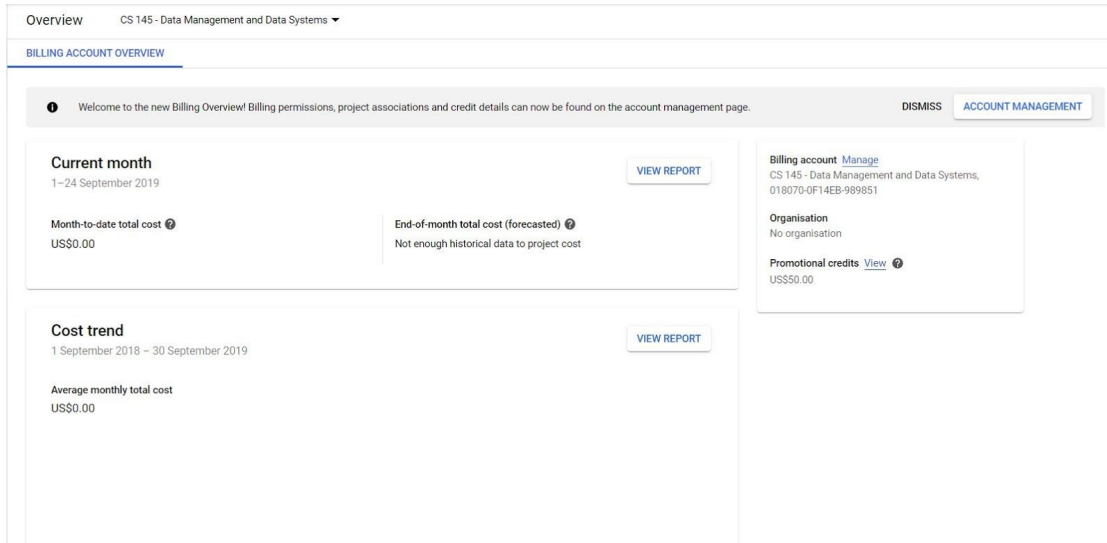 Overview CS 145 - Data Management and Data Systems
BILLING ACCOUNT OVERVIEW
Welcome to the new Billing Overview! Billing permissions, project associations and credit details can now be found on the account management page. DISMISS ACCOUNT MANAGEMENT
Current month
1–24 September 2019
VIEW REPORT
Month-to-date total cost
US$0.00
End-of-month total cost (forecasted)
Not enough historical data to project cost
Billing account Manage
CS 145 - Data Management and Data Systems,
018070-0F14EB-989851
Organisation
No organisation
Promotional credits View
US$50.00
Cost trend
1 September 2018 – 30 September 2019
VIEW REPORT
Average monthly total cost
US$0.00